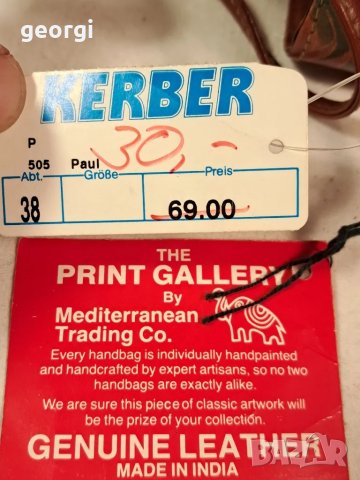 georgi
KERBER
30,-
P
505 Paul
Abt. Größe Preis
38 69.00
THE
PRINT GALLERY
By
Mediterranean
Trading Co.
Every handbag is individually handpainted
and handcrafted by expert artisans, so no two
handbags are exactly alike.
We are sure this piece of classic artwork will
be the prize of your collection.
GENUINE LEATHER
MADE IN INDIA
BAZAR